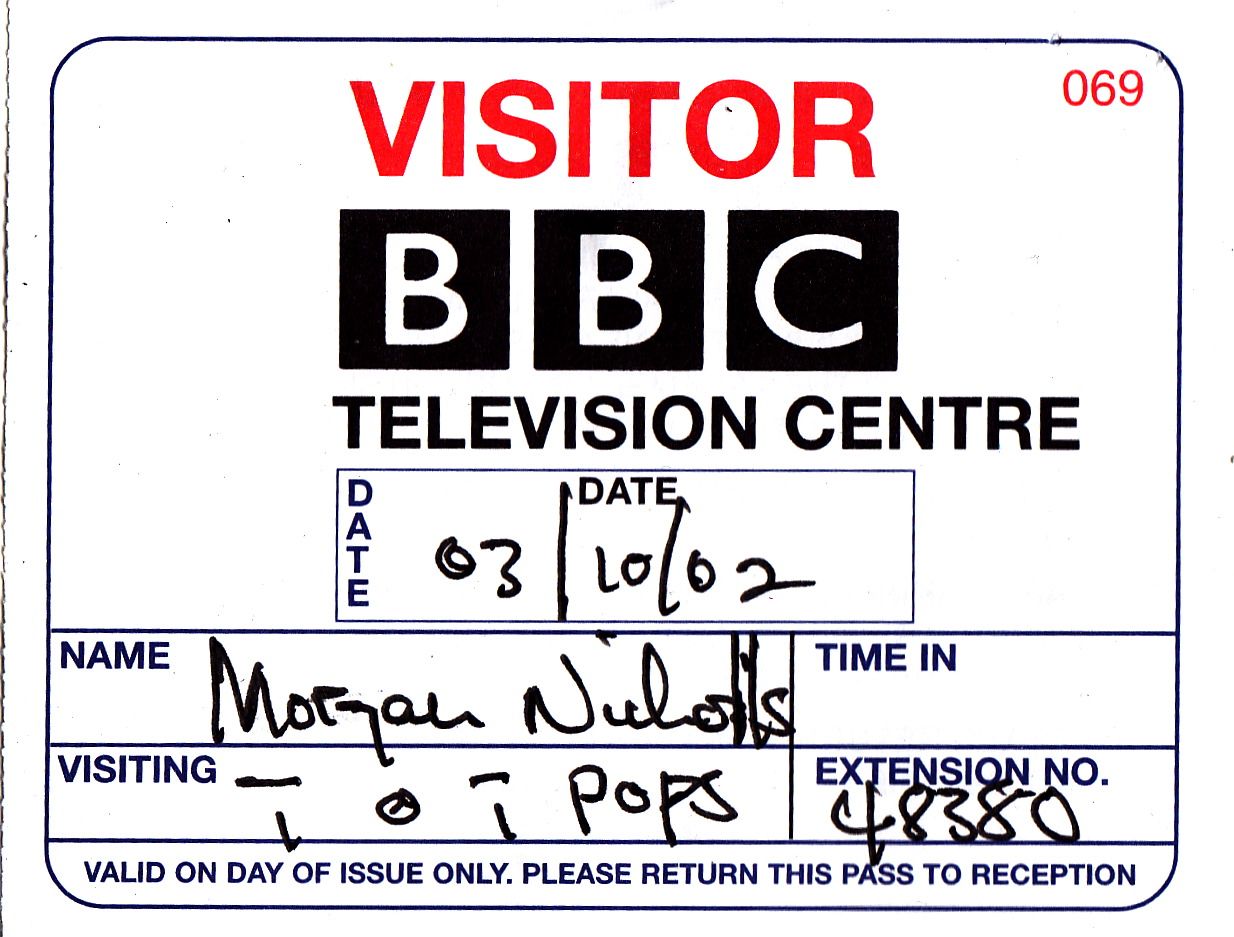 069
VISITOR
BBC
TELEVISION CENTRE
DATE DATE
03/10/02
NAME Morgan Nicholls TIME IN
VISITING T O T POPS EXTENSION NO. 48380
VALID ON DAY OF ISSUE ONLY. PLEASE RETURN THIS PASS TO RECEPTION